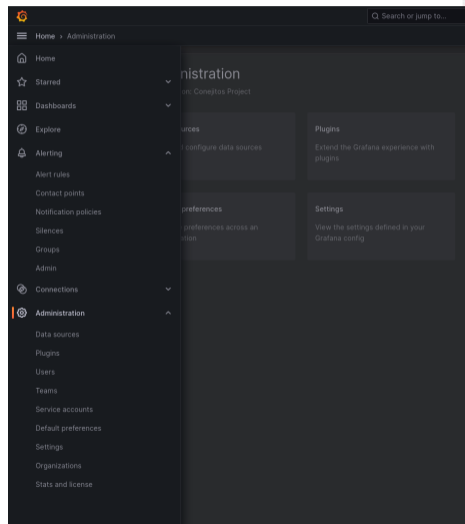 Search or jump to...
Home › Administration
Home
Starred
Dashboards
Explore
Alerting
Alert rules
Contact points
Notification policies
Silences
Groups
Admin
Connections
Administration
Data sources
Plugins
Users
Teams
Service accounts
Default preferences
Settings
Organizations
Stats and license
nistration
on: Conejitos Project
urces
configure data sources
Plugins
Extend the Grafana experience with
plugins
preferences
preferences across an
ation
Settings
View the settings defined in your
Grafana config